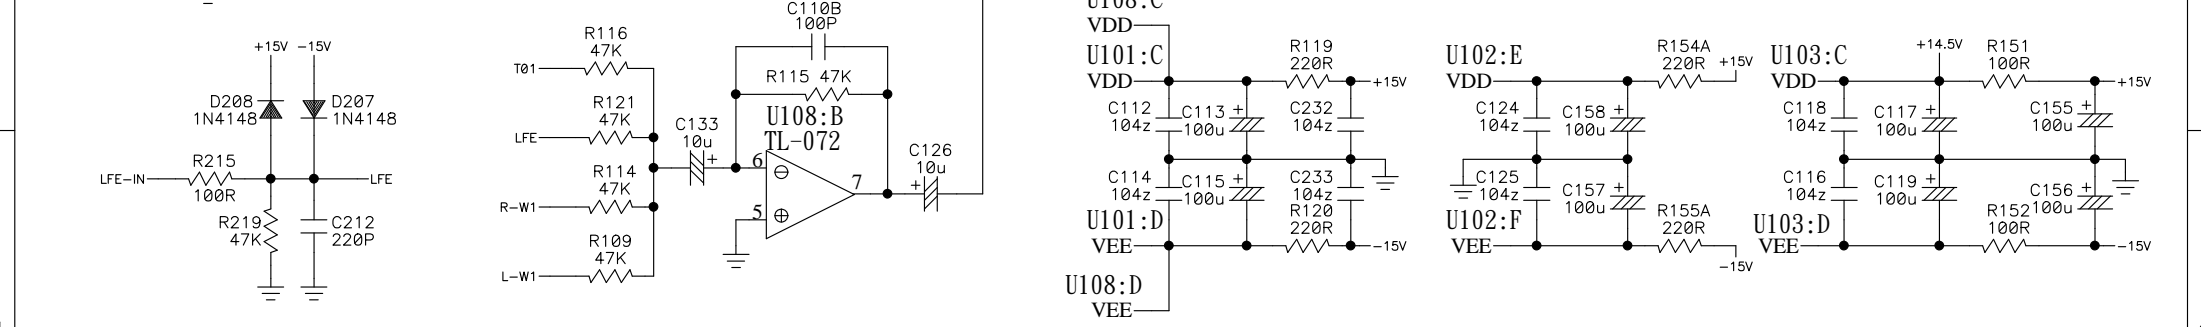 +15V -15V
D208
1N4148
D207
1N4148
LFE-IN
R215
100R
LFE
R219
47K
C212
220P
R116
47K
T01
R121
47K
LFE
R114
47K
R-W1
R109
47K
L-W1
C133
10u
+
C110B
100P
R115 47K
U108:B
TL-072
6
5
7
C126
10u
+
U108:C
VDD
U101:C
VDD
R119
220R
+15V
C112
104z
C113
100u
+
C232
104z
C114
104z
C115
100u
+
C233
104z
U101:D
VEE
R120
220R
-15V
U108:D
VEE
U102:E
VDD
R154A
220R
+15V
C124
104z
C158
100u
+
C125
104z
C157
100u
+
U102:F
VEE
R155A
220R
-15V
U103:C
VDD
+14.5V
R151
100R
+15V
C118
104z
C117
100u
+
C155
100u
+
C116
104z
C119
100u
+
C156
100u
+
U103:D
VEE
R152
100R
-15V